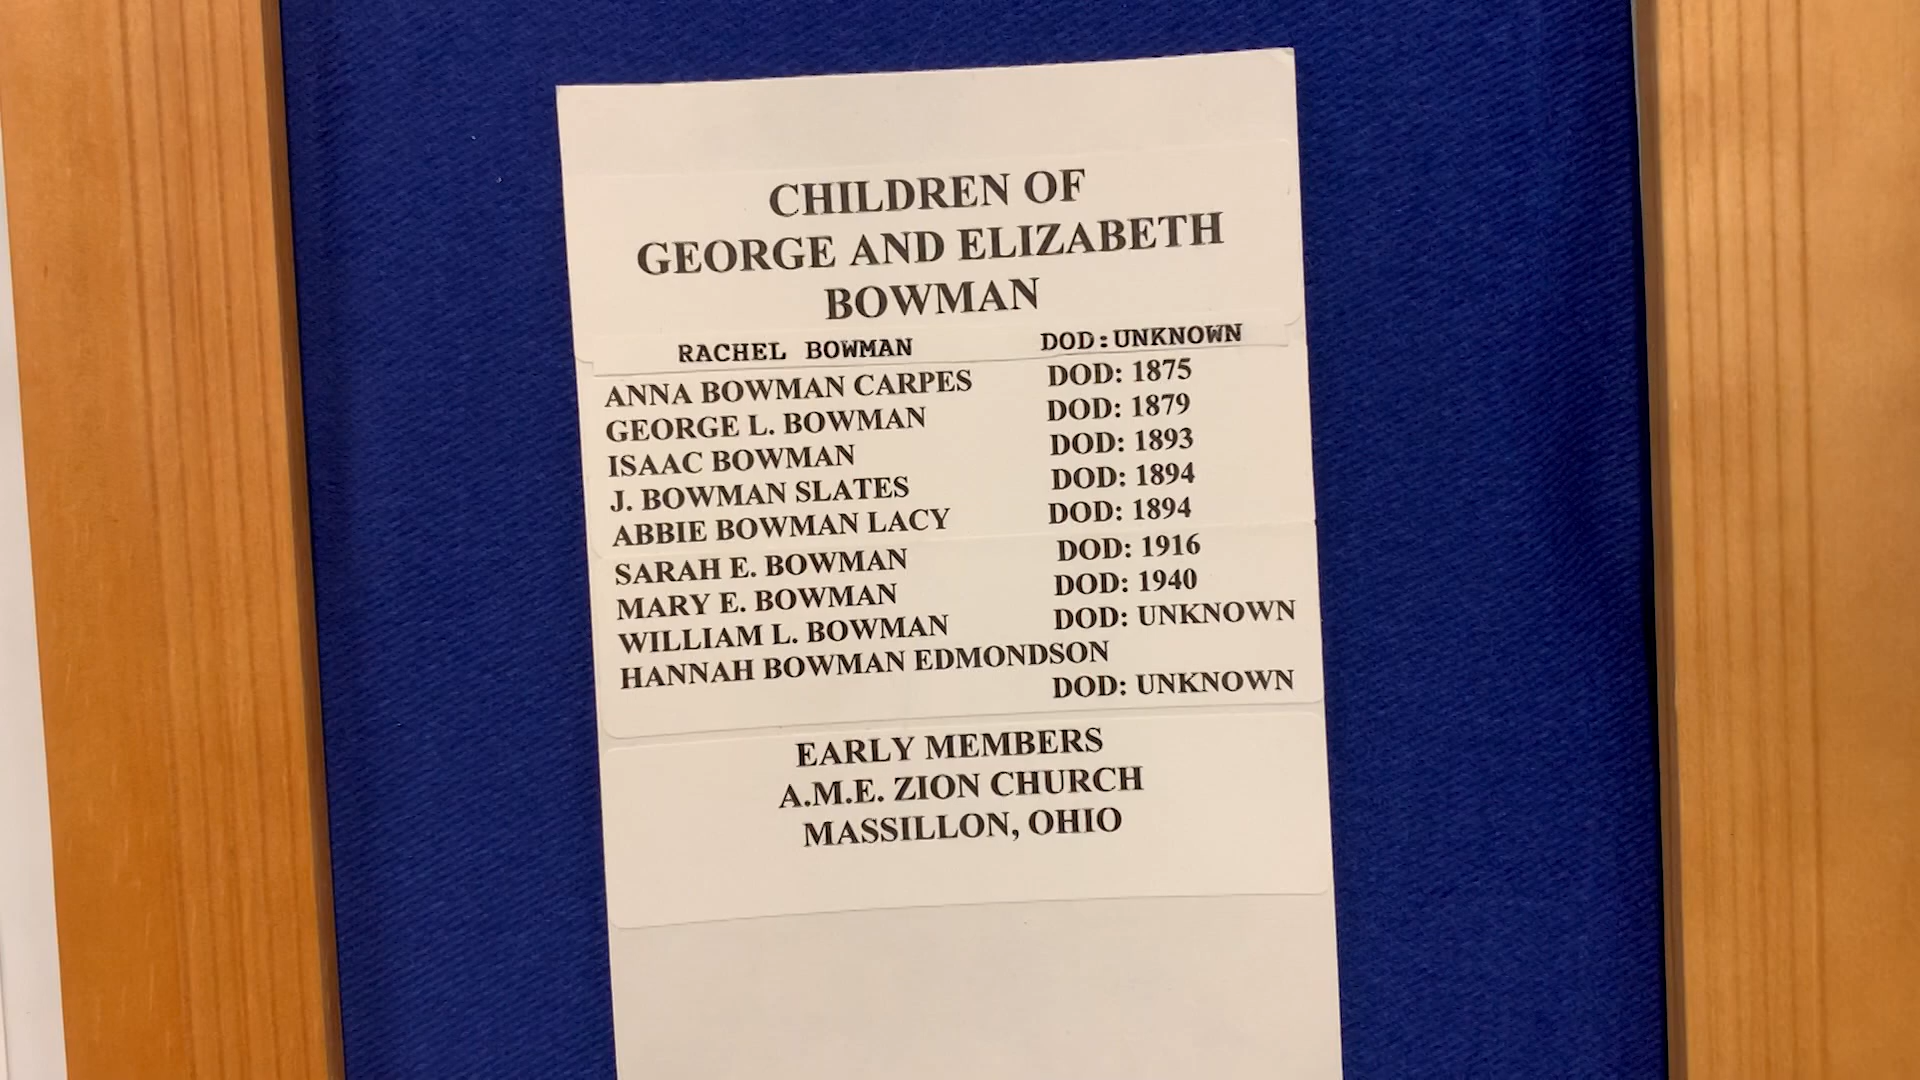 CHILDREN OF
GEORGE AND ELIZABETH
BOWMAN
RACHEL BOWMAN DOD:UNKNOWN
ANNA BOWMAN CARPES DOD: 1875
GEORGE L. BOWMAN DOD: 1879
ISAAC BOWMAN DOD: 1893
J. BOWMAN SLATES DOD: 1894
ABBIE BOWMAN LACY DOD: 1894
SARAH E. BOWMAN DOD: 1916
MARY E. BOWMAN DOD: 1940
WILLIAM L. BOWMAN DOD: UNKNOWN
HANNAH BOWMAN EDMONDSON
DOD: UNKNOWN
EARLY MEMBERS
A.M.E. ZION CHURCH
MASSILLON, OHIO